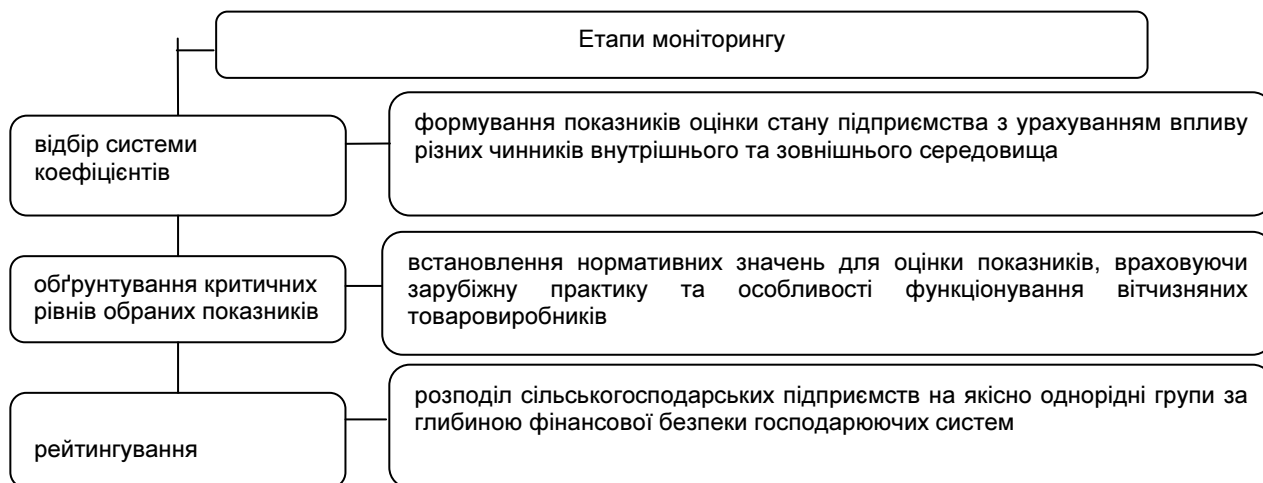 Етапи моніторингу
відбір системи
коефіцієнтів
формування показників оцінки стану підприємства з урахуванням впливу
різних чинників внутрішнього та зовнішнього середовища
обґрунтування критичних
рівнів обраних показників
встановлення нормативних значень для оцінки показників, враховуючи
зарубіжну практику та особливості функціонування вітчизняних
товаровиробників
рейтингування
розподіл сільськогосподарських підприємств на якісно однорідні групи за
глибиною фінансової безпеки господарюючих систем